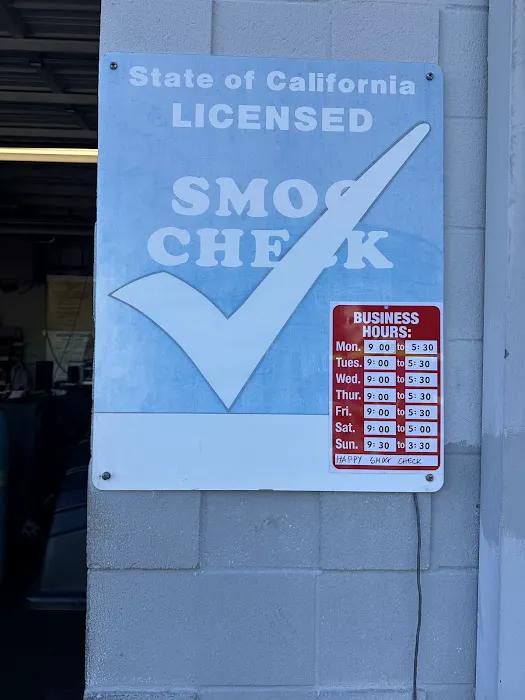 State of California
LICENSED
SMOG
CHECK
BUSINESS
HOURS:
Mon. 9 00 to 5: 30
Tues. 9: 00 to 5: 30
Wed. 9: 00 to 5: 30
Thur. 9: 00 to 5: 30
Fri. 9: 00 to 5: 30
Sat. 9: 00 to 5: 00
Sun. 9: 30 to 3: 30
HAPPY SMOG CHECK